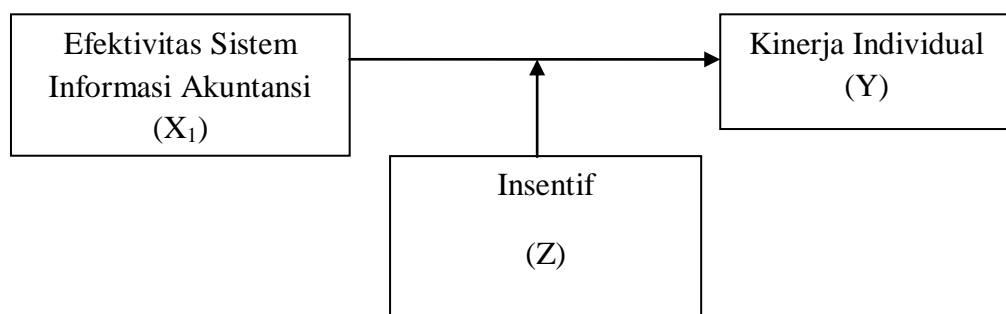 Efektivitas Sistem
Informasi Akuntansi
(X₁)
Kinerja Individual
(Y)
Insentif
(Z)